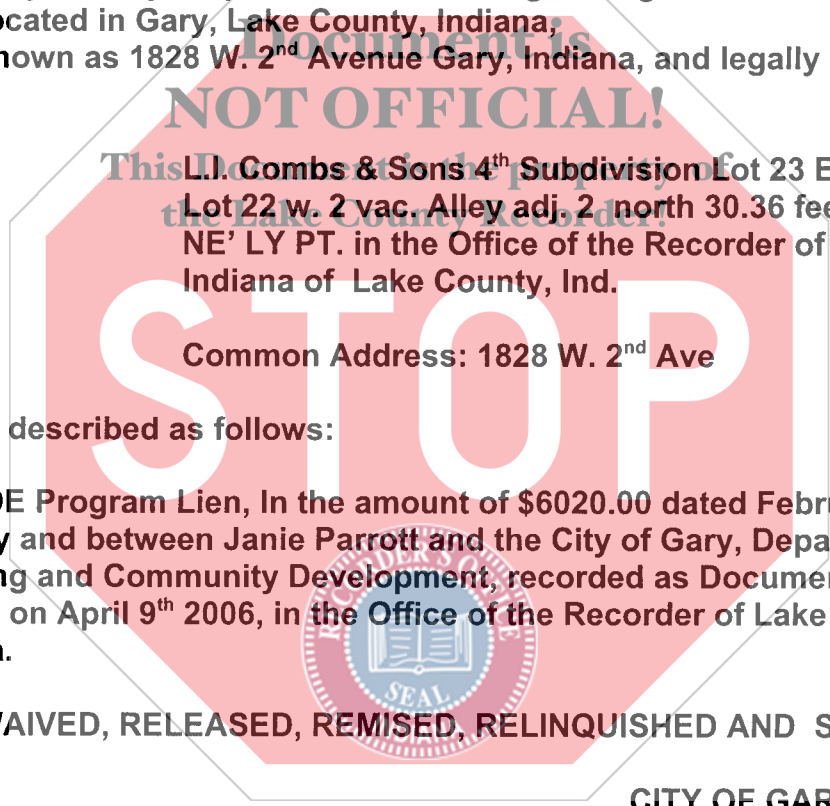 ocated in Gary, Lake County, Indiana,
nown as 1828 W. 2nd Avenue Gary, Indiana, and legally
Document is
NOT OFFICIAL!
This Document is the property of
the Lake County Recorder!
L.J. Combs & Sons 4th Subdivision Lot 23 E
Lot 22 w. 2 vac. Alley adj. 2 north 30.36 fee
NE' LY PT. in the Office of the Recorder of
Indiana of Lake County, Ind.
STOP
Common Address: 1828 W. 2nd Ave
described as follows:
DE Program Lien, In the amount of $6020.00 dated Febr
y and between Janie Parrott and the City of Gary, Depa
ng and Community Development, recorded as Documen
on April 9th 2006, in the Office of the Recorder of Lake
a.
RECORDER'S OFFICE
SEAL
WAIVED, RELEASED, REMISED, RELINQUISHED AND S
CITY OF GAR